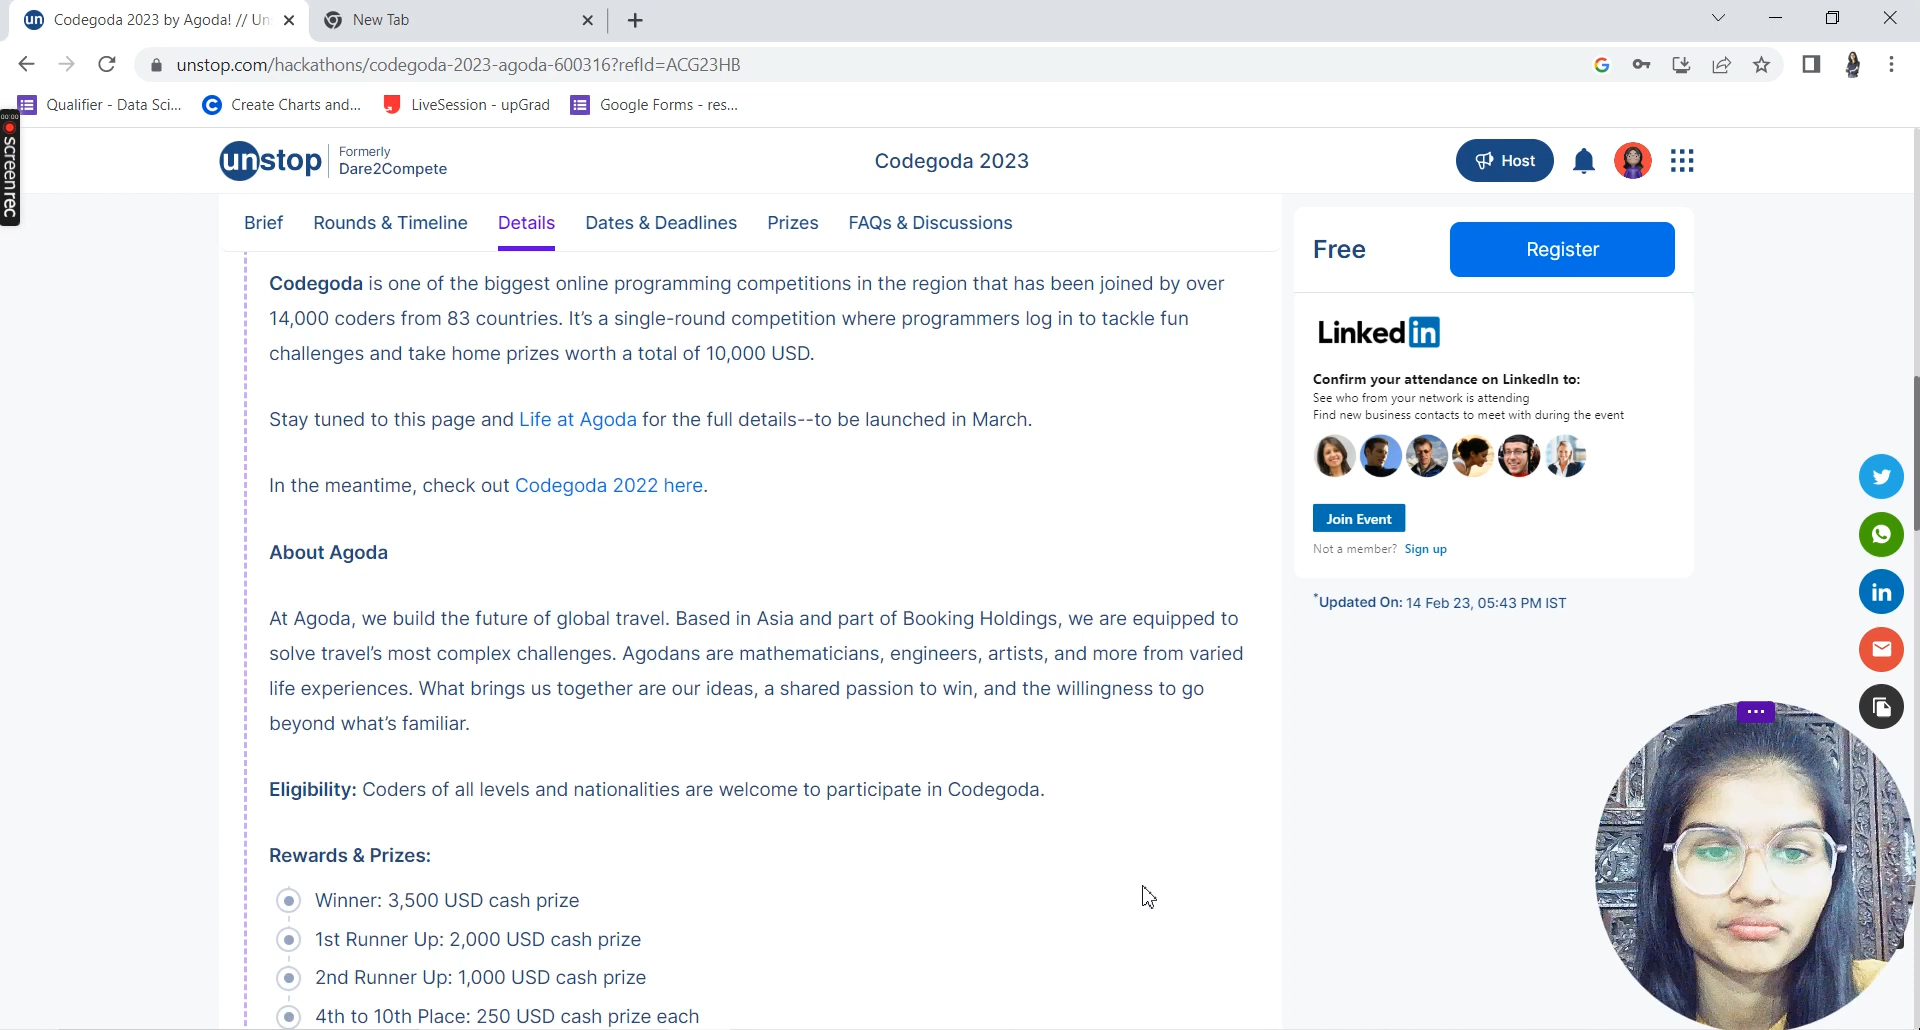 Codegoda 2023 by Agoda! // Un
New Tab
unstop.com/hackathons/codegoda-2023-agoda-600316?refId=ACG23HB
Qualifier - Data Sci...
Create Charts and...
LiveSession - upGrad
Google Forms - res...
00:00
screenrec
unstop
Formerly
Dare2Compete
Codegoda 2023
Host
Brief
Rounds & Timeline
Details
Dates & Deadlines
Prizes
FAQs & Discussions
Codegoda is one of the biggest online programming competitions in the region that has been joined by over
14,000 coders from 83 countries. It's a single-round competition where programmers log in to tackle fun
challenges and take home prizes worth a total of 10,000 USD.
Stay tuned to this page and Life at Agoda for the full details--to be launched in March.
In the meantime, check out Codegoda 2022 here.
About Agoda
At Agoda, we build the future of global travel. Based in Asia and part of Booking Holdings, we are equipped to
solve travel's most complex challenges. Agodans are mathematicians, engineers, artists, and more from varied
life experiences. What brings us together are our ideas, a shared passion to win, and the willingness to go
beyond what's familiar.
Eligibility: Coders of all levels and nationalities are welcome to participate in Codegoda.
Rewards & Prizes:
Winner: 3,500 USD cash prize
1st Runner Up: 2,000 USD cash prize
2nd Runner Up: 1,000 USD cash prize
4th to 10th Place: 250 USD cash prize each
Free
Register
LinkedIn
Confirm your attendance on LinkedIn to:
See who from your network is attending
Find new business contacts to meet with during the event
Join Event
Not a member? Sign up
*Updated On: 14 Feb 23, 05:43 PM IST